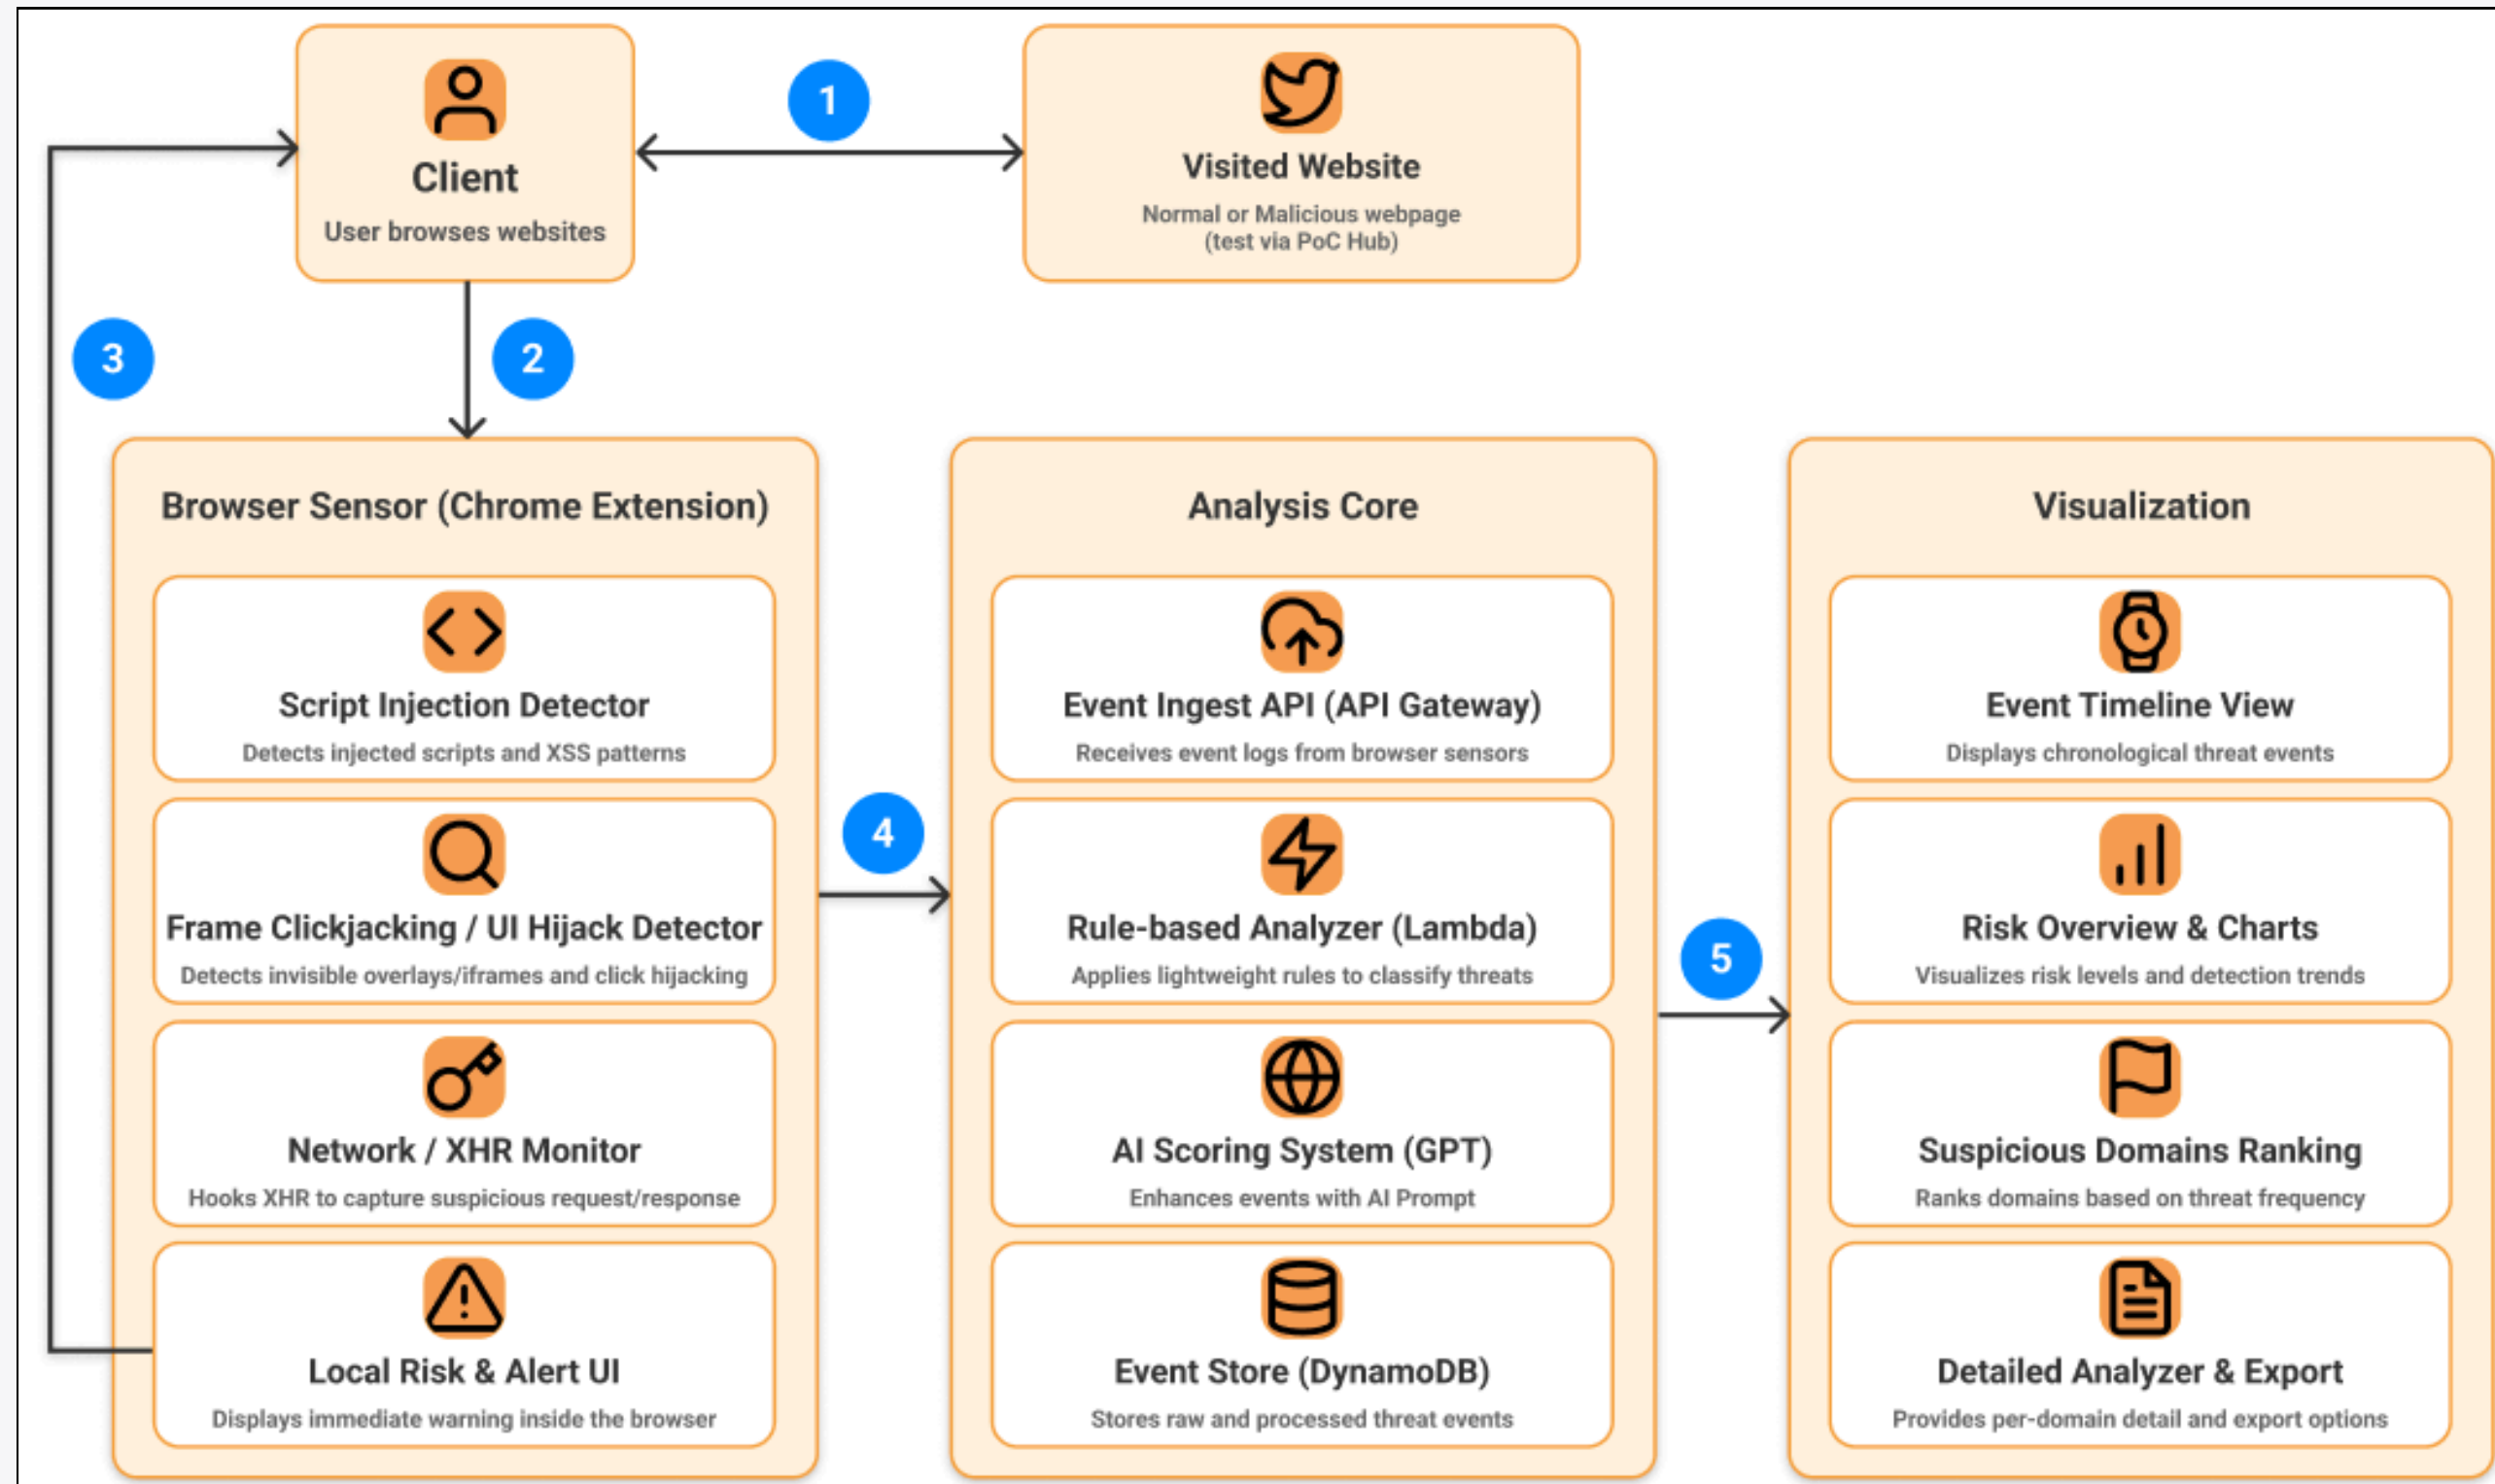 1
Client
User browses websites
Visited Website
Normal or Malicious webpage
(test via PoC Hub)
3
2
Browser Sensor (Chrome Extension)
Script Injection Detector
Detects injected scripts and XSS patterns
Frame Clickjacking / UI Hijack Detector
Detects invisible overlays/iframes and click hijacking
Network / XHR Monitor
Hooks XHR to capture suspicious request/response
Local Risk & Alert UI
Displays immediate warning inside the browser
4
Analysis Core
Event Ingest API (API Gateway)
Receives event logs from browser sensors
Rule-based Analyzer (Lambda)
Applies lightweight rules to classify threats
AI Scoring System (GPT)
Enhances events with AI Prompt
Event Store (DynamoDB)
Stores raw and processed threat events
5
Visualization
Event Timeline View
Displays chronological threat events
Risk Overview & Charts
Visualizes risk levels and detection trends
Suspicious Domains Ranking
Ranks domains based on threat frequency
Detailed Analyzer & Export
Provides per-domain detail and export options